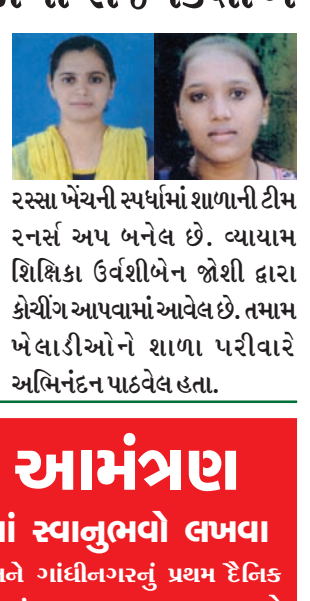 રસ્સા ખેંચની સ્પર્ધામાં શાળાની ટીમ
રનર્સ અપ બનેલ છે. વ્યાયામ
શિક્ષિકા ઉર્વશીબેન જોશી દ્વારા
કોચીંગ આપવામાં આવેલ છે. તમામ
ખેલાડીઓને શાળા પરીવારે
અભિનંદન પાઠવેલ હતા.
આમંત્રણ
સ્વાનુભવો લખવા
ગાંધીનગરનું પ્રથમ દૈનિક